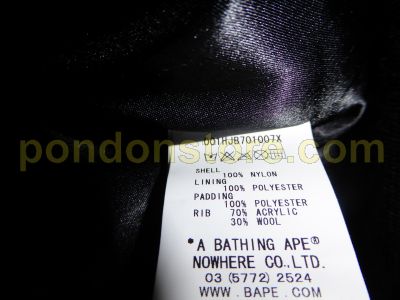 001HJB701007X
SHELL
100% NYLON
LINING
100% POLYESTER
PADDING
100% POLYESTER
RIB 70% ACRYLIC
30% WOOL
*A BATHING APE®
NOWHERE CO.,LTD.
03 (5772) 2524
WWW.BAPE.COM
pondonstore.com